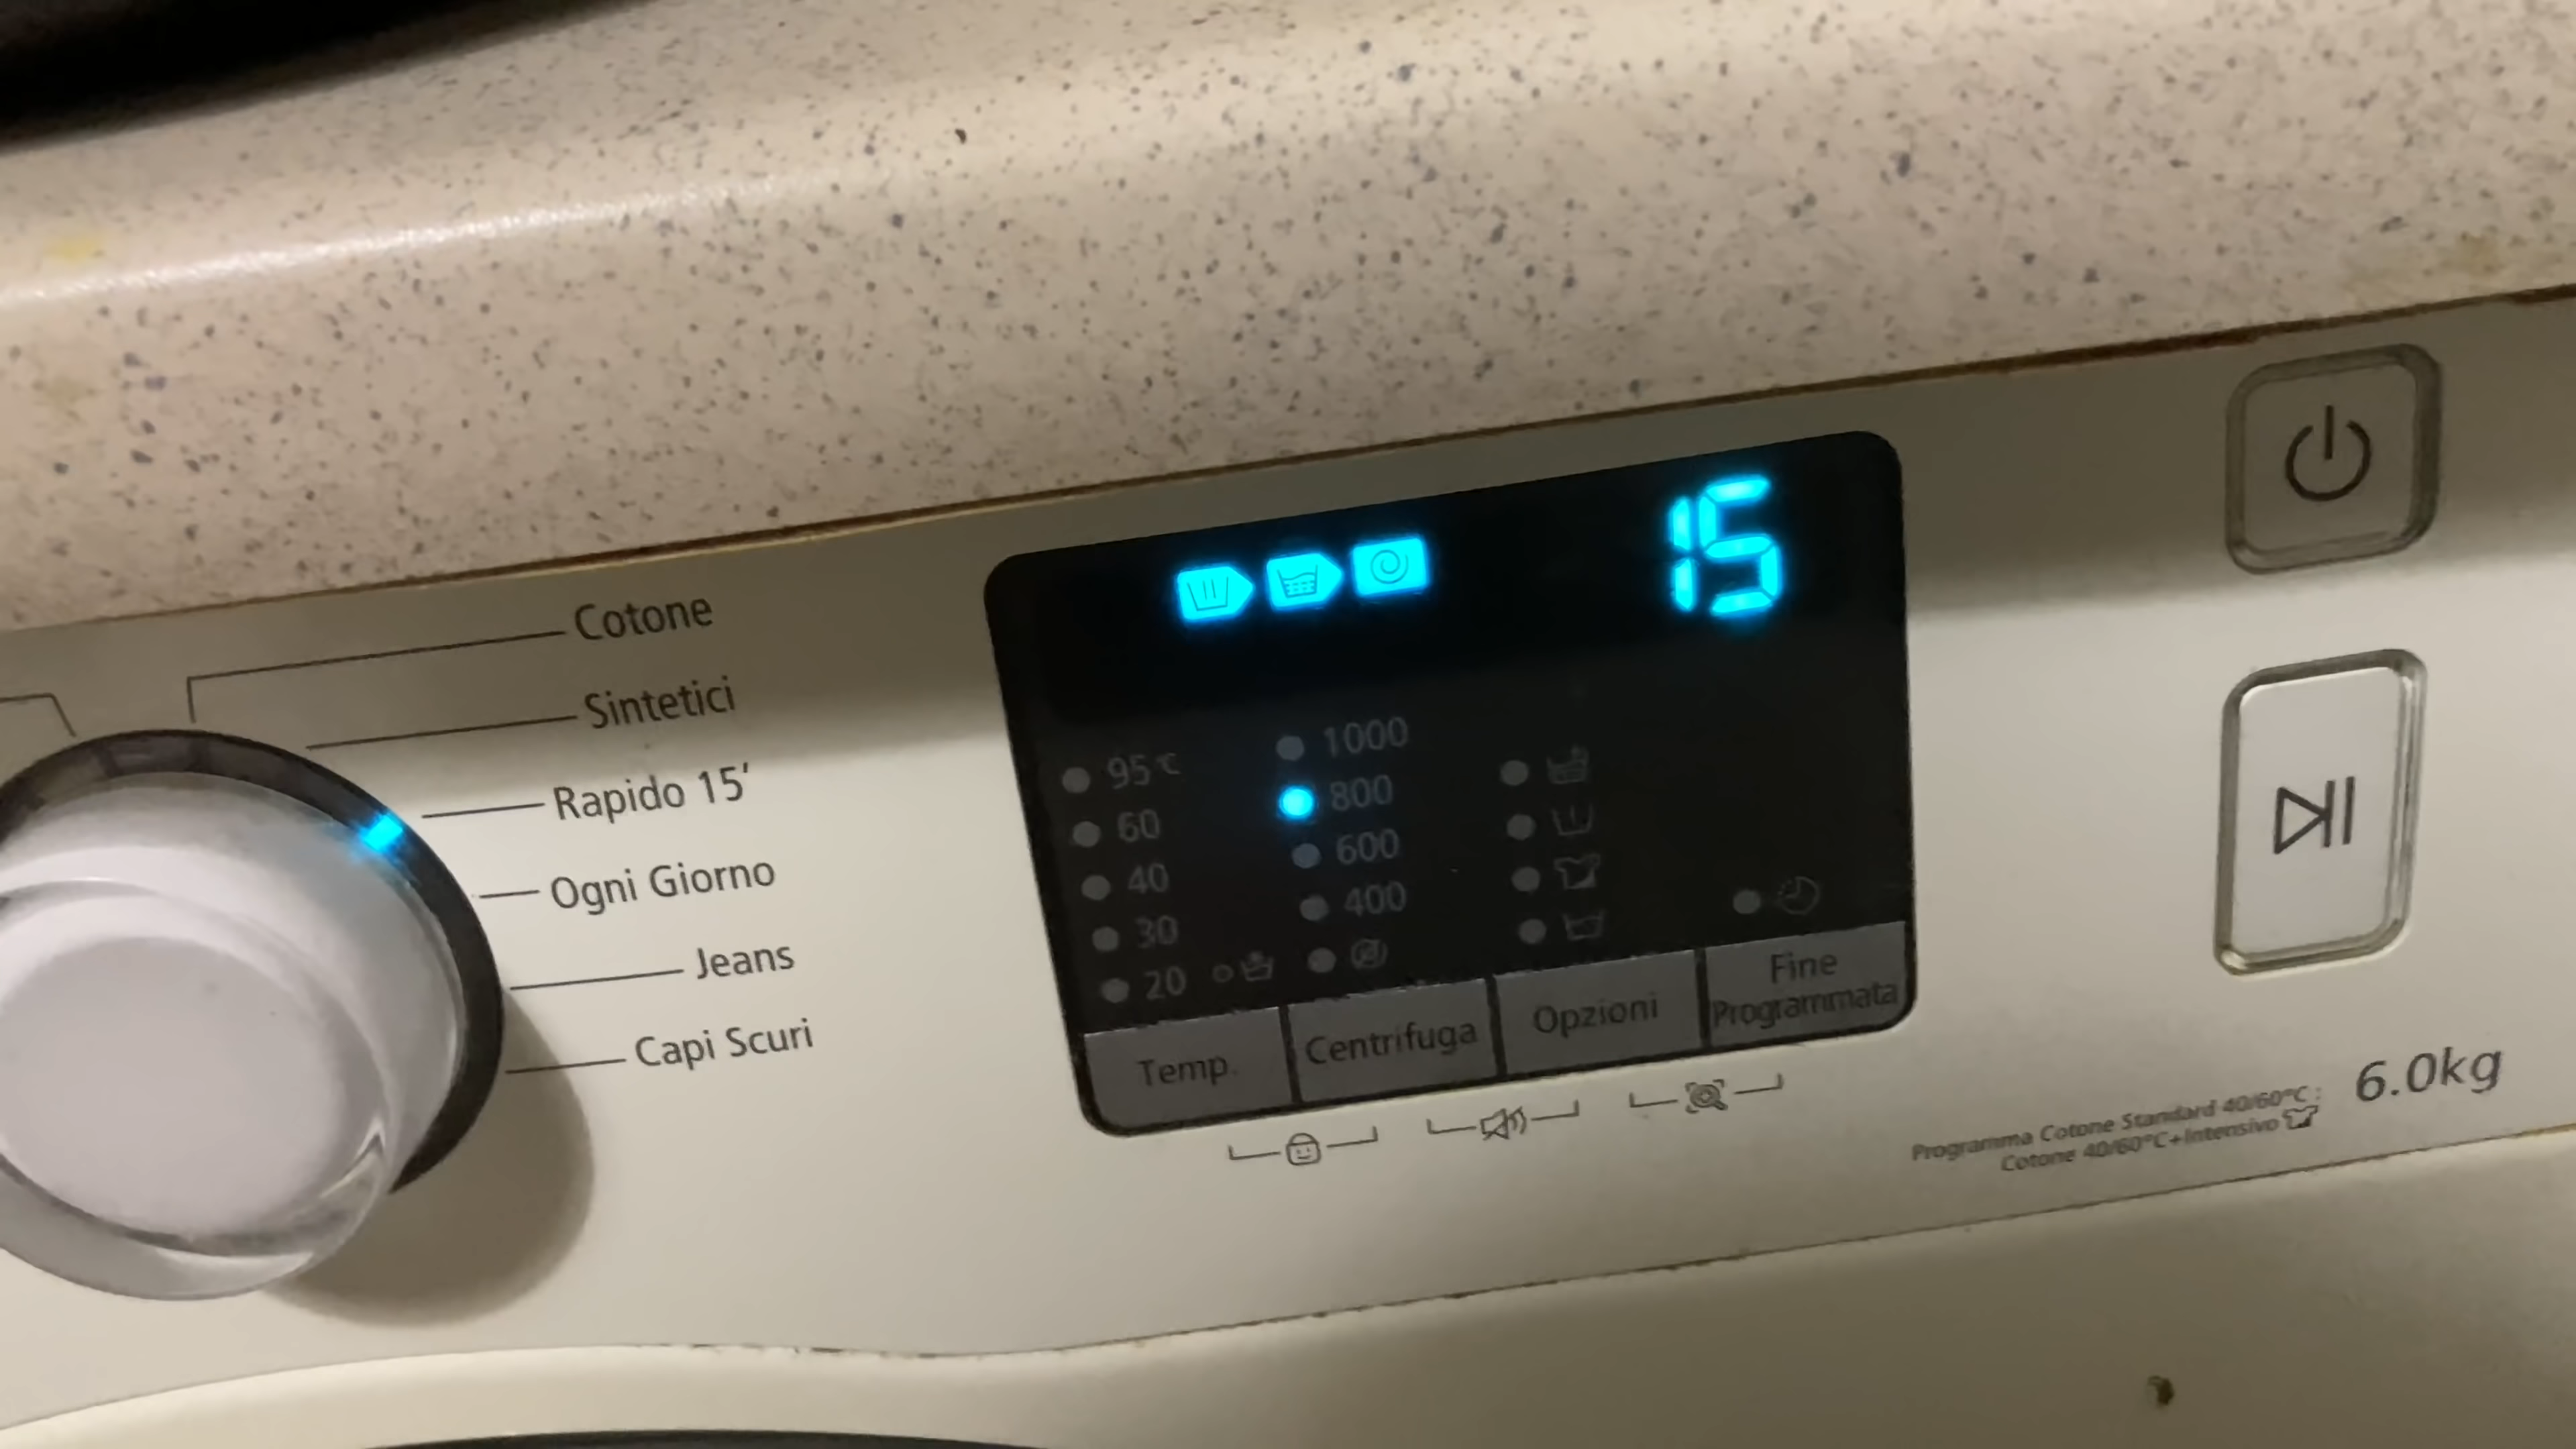 Cotone
Sintetici
Rapido 15'
Ogni Giorno
Jeans
Capi Scuri
15
95℃
60
40
30
20
1000
800
600
400
Temp.
Centrifuga
Opzioni
Fine
Programmata
6.0kg
Programma Cotone Standard 40/60°C :
Cotone 40/60°C+Intensivo